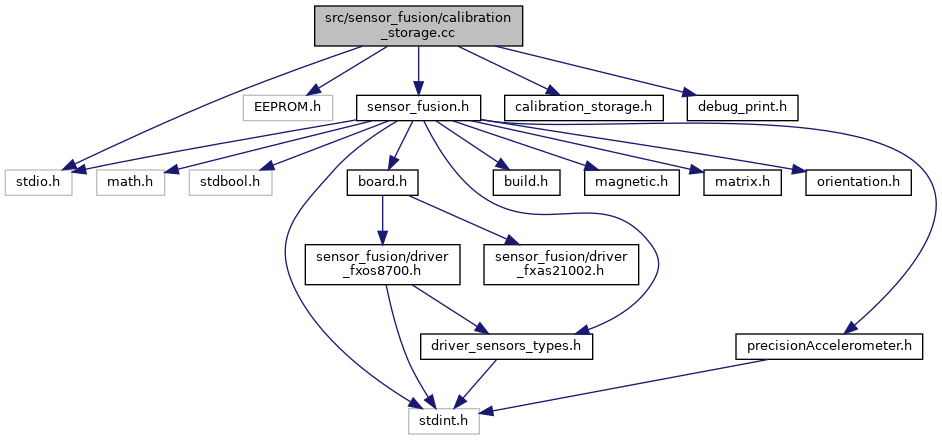 src/sensor_fusion/calibration
_storage.cc
EEPROM.h
sensor_fusion.h
calibration_storage.h
debug_print.h
stdio.h
math.h
stdbool.h
board.h
build.h
magnetic.h
matrix.h
orientation.h
sensor_fusion/driver
_fxos8700.h
sensor_fusion/driver
_fxas21002.h
driver_sensors_types.h
precisionAccelerometer.h
stdint.h